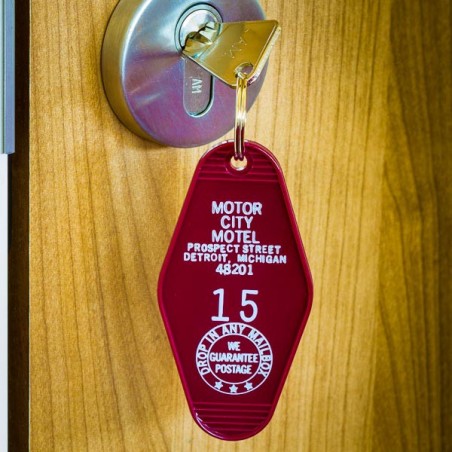 MOTOR
CITY
MOTEL
PROSPECT STREET
DETROIT, MICHIGAN
48201
15
DROP IN ANY MAILBOX
WE
GUARANTEE
POSTAGE